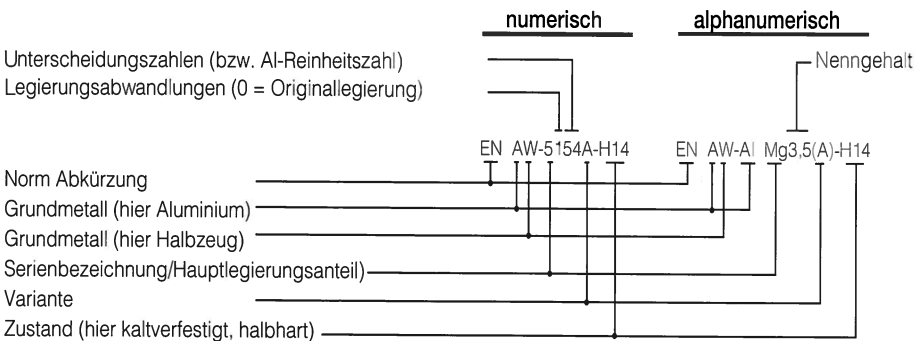 numerisch alphanumerisch
Unterscheidungszahlen (bzw. Al-Reinheitszahl) Nenngehalt
Legierungsabwandlungen (0 = Originallegierung)
EN AW-5154A-H14 EN AW-Al Mg3,5(A)-H14
Norm Abkürzung
Grundmetall (hier Aluminium)
Grundmetall (hier Halbzeug)
Serienbezeichnung/Hauptlegierungsanteil)
Variante
Zustand (hier kaltverfestigt, halbhart)